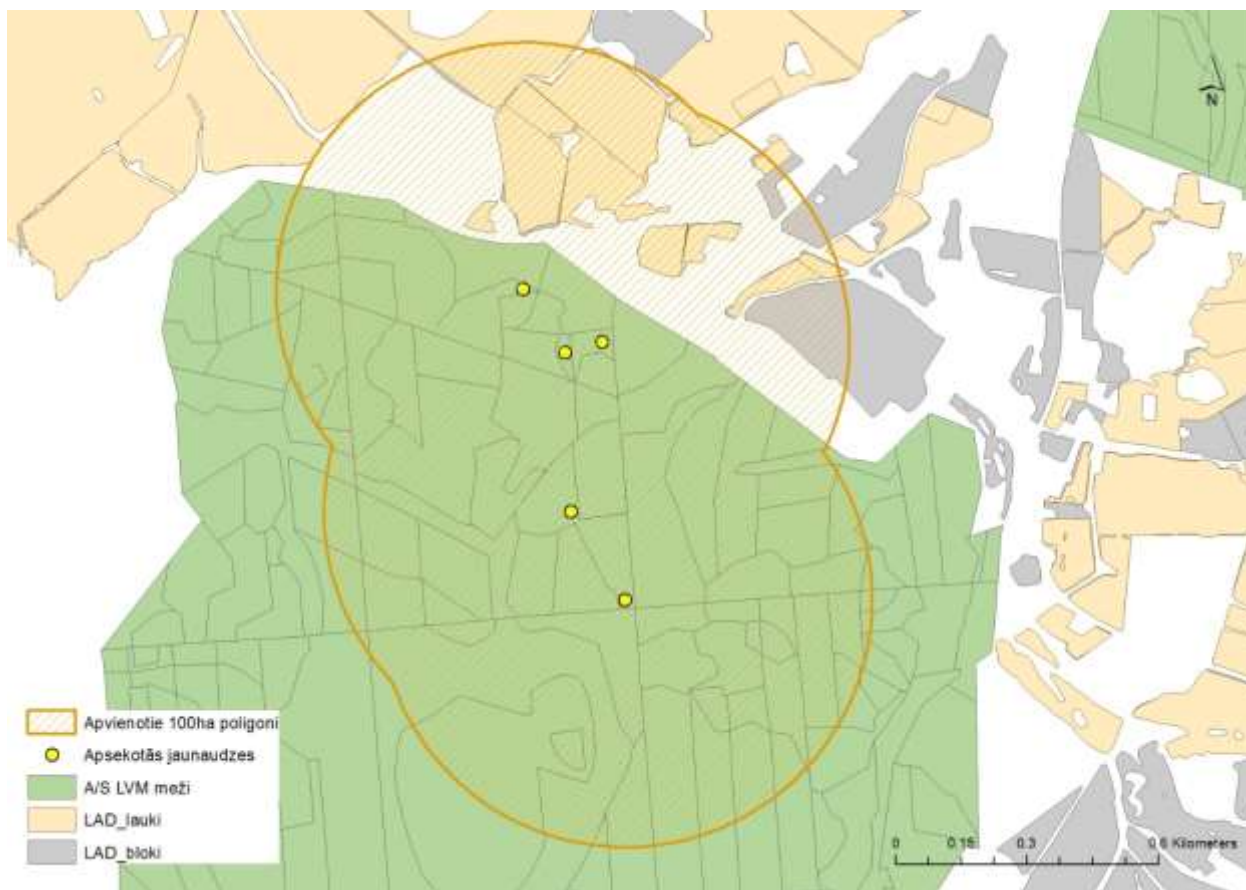 N
Apvienotie 100ha poligoni
Apsekotās jaunaudzes
A/S LVM meži
LAD_lauki
LAD_bloki
0 0.15 0.3 0.6 Kilometers